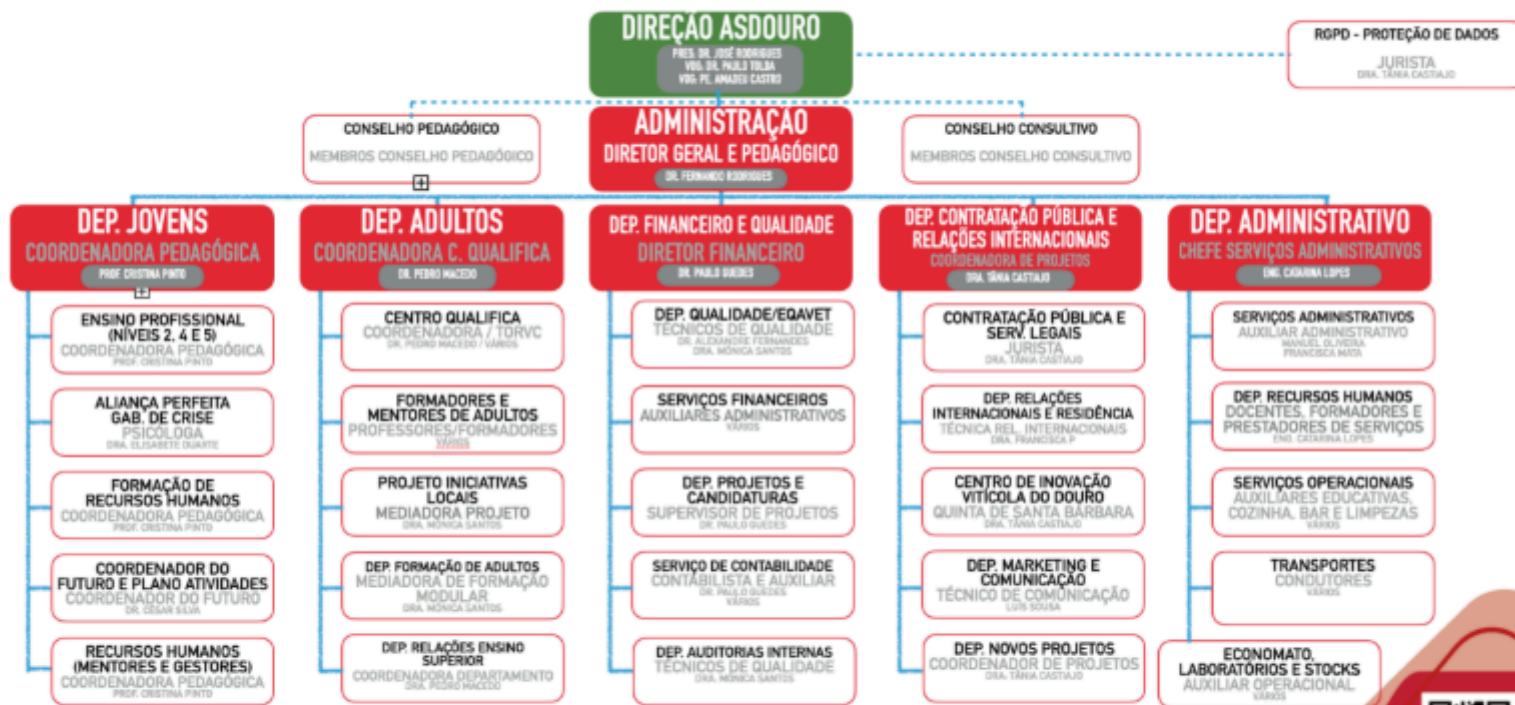 DIREÇÃO ASDOURO
PRES: DR. JOSÉ RODRIGUES
VOG: DR. PAULO TOLDA
VOG: PE. AMADEU CASTRO
RGPD - PROTEÇÃO DE DADOS
JURISTA
DRA. TÂNIA CASTIAJO
CONSELHO PEDAGÓGICO
MEMBROS CONSELHO PEDAGÓGICO
ADMINISTRAÇÃO
DIRETOR GERAL E PEDAGÓGICO
DR. FERNANDO RODRIGUES
CONSELHO CONSULTIVO
MEMBROS CONSELHO CONSULTIVO
DEP. JOVENS
COORDENADORA PEDAGÓGICA
PROF. CRISTINA PINTO
DEP. ADULTOS
COORDENADORA C. QUALIFICA
DR. PEDRO MACEDO
DEP. FINANCEIRO E QUALIDADE
DIRETOR FINANCEIRO
DR. PAULO GUEDES
DEP. CONTRATAÇÃO PÚBLICA E
RELAÇÕES INTERNACIONAIS
COORDENADORA DE PROJETOS
DRA. TÂNIA CASTIAJO
DEP. ADMINISTRATIVO
CHEFE SERVIÇOS ADMINISTRATIVOS
ENG. CATARINA LOPES
ENSINO PROFISSIONAL
(NÍVEIS 2, 4 E 5)
COORDENADORA PEDAGÓGICA
PROF. CRISTINA PINTO
ALIANÇA PERFEITA
GAB. DE CRISE
PSICÓLOGA
DRA. ELISABETE DUARTE
FORMAÇÃO DE
RECURSOS HUMANOS
COORDENADORA PEDAGÓGICA
PROF. CRISTINA PINTO
COORDENADOR DO
FUTURO E PLANO ATIVIDADES
COORDENADOR DO FUTURO
DR. CÉSAR SILVA
RECURSOS HUMANOS
(MENTORES E GESTORES)
COORDENADORA PEDAGÓGICA
PROF. CRISTINA PINTO
CENTRO QUALIFICA
COORDENADORA / TORVC
DR. PEDRO MACEDO / VÁRIOS
FORMADORES E
MENTORES DE ADULTOS
PROFESSORES/FORMADORES
VÁRIOS
PROJETO INICIATIVAS
LOCAIS
MEDIADORA PROJETO
DRA. MÓNICA SANTOS
DEP. FORMAÇÃO DE ADULTOS
MEDIADORA DE FORMAÇÃO
MODULAR
DRA. MÓNICA SANTOS
DEP. RELAÇÕES ENSINO
SUPERIOR
COORDENADORA DEPARTAMENTO
DRA. PEDRO MACEDO
DEP. QUALIDADE/EQAVET
TÉCNICOS DE QUALIDADE
DR. ALEXANDRE FERNANDES
DRA. MÓNICA SANTOS
SERVIÇOS FINANCEIROS
AUXILIARES ADMINISTRATIVOS
VÁRIOS
DEP. PROJETOS E
CANDIDATURAS
SUPERVISOR DE PROJETOS
DR. PAULO GUEDES
SERVIÇO DE CONTABILIDADE
CONTABILISTA E AUXILIAR
DR. PAULO GUEDES
VÁRIOS
DEP. AUDITORIAS INTERNAS
TÉCNICOS DE QUALIDADE
DRA. MÓNICA SANTOS
CONTRATAÇÃO PÚBLICA E
SERV. LEGAIS
JURISTA
DRA. TÂNIA CASTIAJO
DEP. RELAÇÕES
INTERNACIONAIS E RESIDÊNCIA
TÉCNICA REL. INTERNACIONAIS
DRA. FRANCISCA P
CENTRO DE INOVAÇÃO
VITÍCOLA DO DOURO
QUINTA DE SANTA BÁRBARA
DRA. TÂNIA CASTIAJO
DEP. MARKETING E
COMUNICAÇÃO
TÉCNICO DE COMUNICAÇÃO
LUÍS SOUSA
DEP. NOVOS PROJETOS
COORDENADOR DE PROJETOS
DRA. TÂNIA CASTIAJO
SERVIÇOS ADMINISTRATIVOS
AUXILIAR ADMINISTRATIVO
MANUEL OLIVEIRA
FRANCISCA MATA
DEP. RECURSOS HUMANOS
DOCENTES, FORMADORES E
PRESTADORES DE SERVIÇOS
ENG. CATARINA LOPES
SERVIÇOS OPERACIONAIS
AUXILIARES EDUCATIVAS,
COZINHA, BAR E LIMPEZAS
VÁRIOS
TRANSPORTES
CONDUTORES
VÁRIOS
ECONOMATO,
LABORATÓRIOS E STOCKS
AUXILIAR OPERACIONAL
VÁRIOS